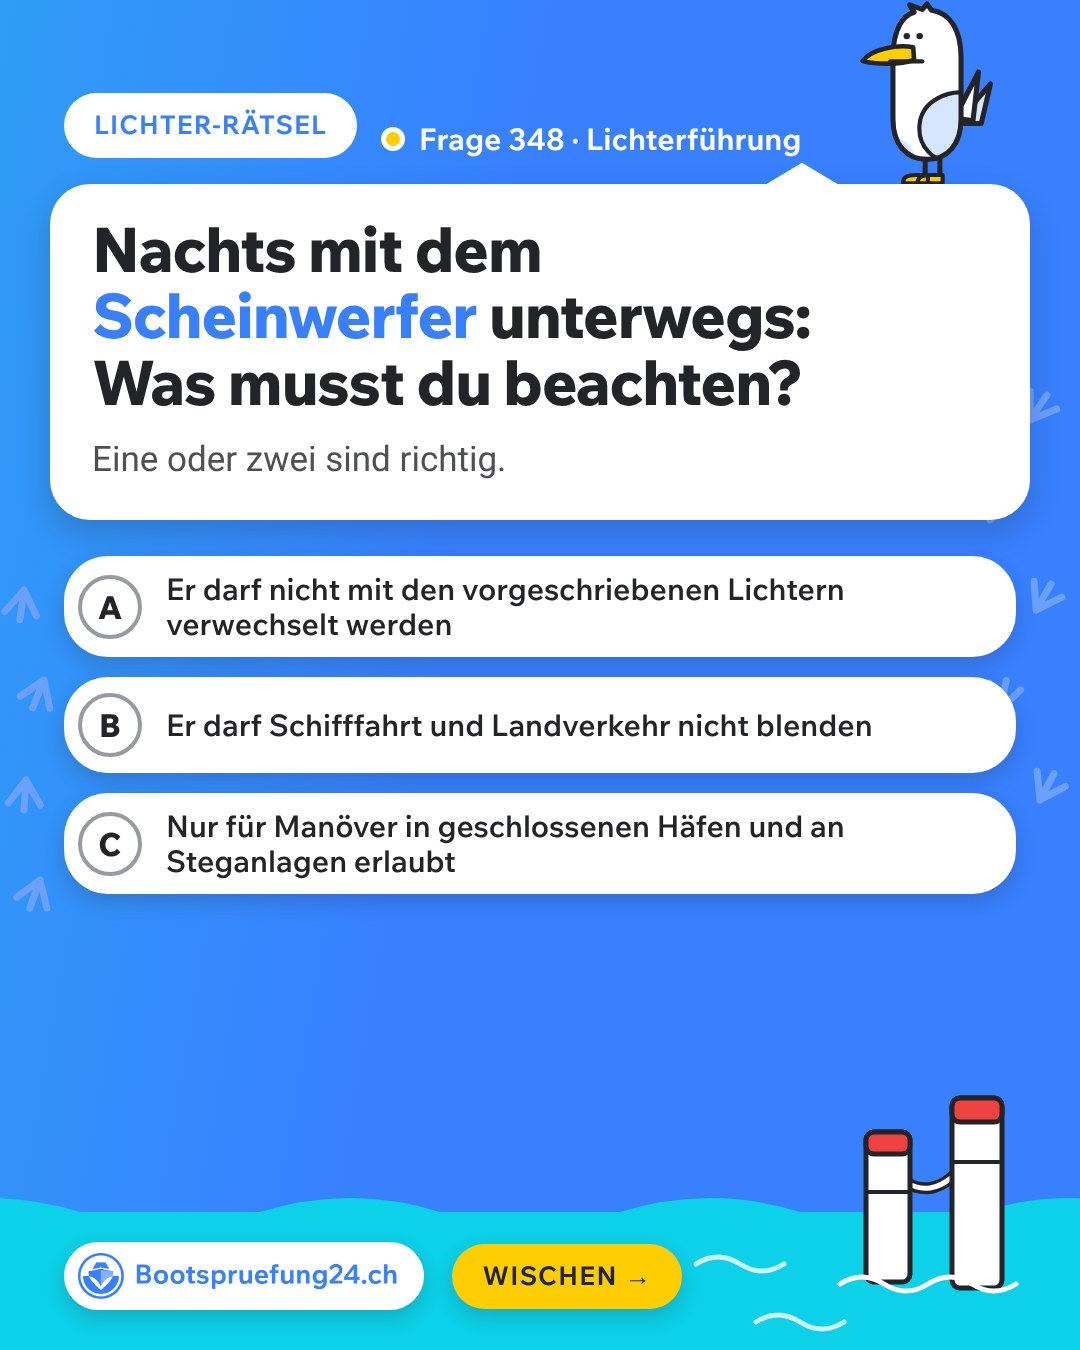 LICHTER-RÄTSEL
Frage 348 · Lichterführung
Nachts mit dem
Scheinwerfer unterwegs:
Was musst du beachten?
Eine oder zwei sind richtig.
A
Er darf nicht mit den vorgeschriebenen Lichtern
verwechselt werden
B
Er darf Schifffahrt und Landverkehr nicht blenden
C
Nur für Manöver in geschlossenen Häfen und an
Steganlagen erlaubt
Bootspruefung24.ch
WISCHEN →